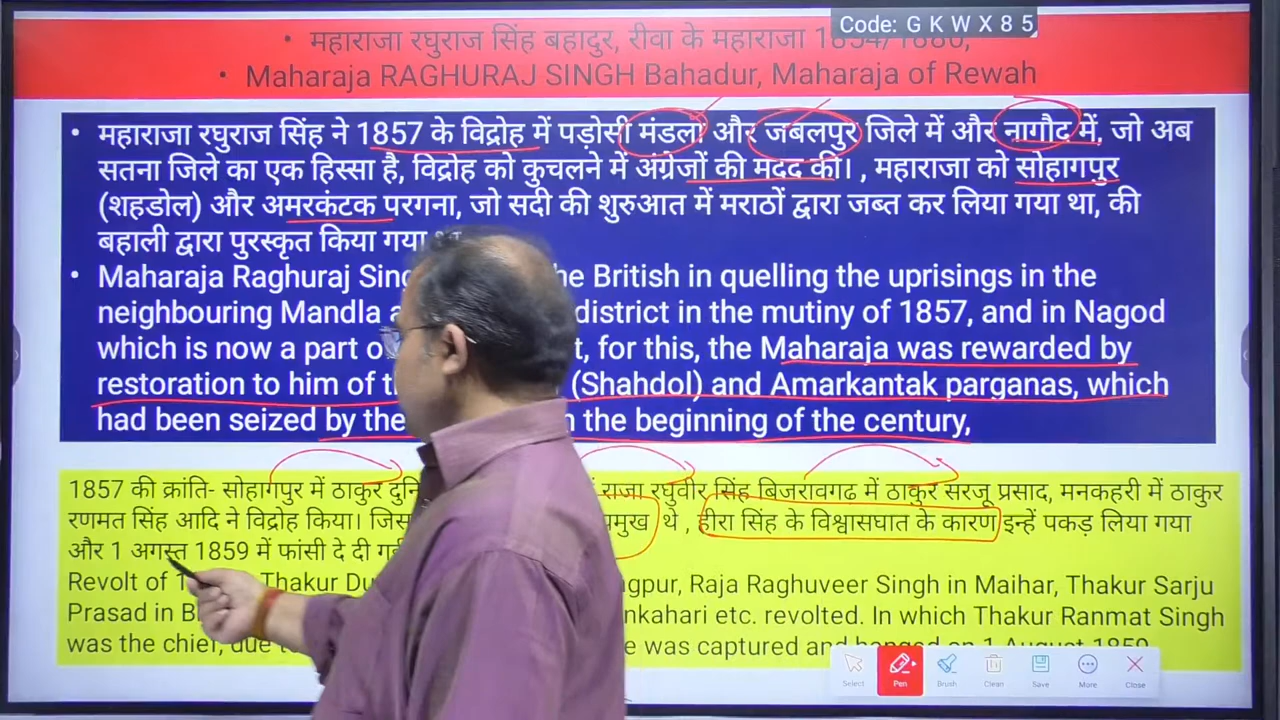 Code: G K W X 8 5
• महाराजा रघुराज सिंह बहादुर, रीवा के महाराजा 1854/1880,
• Maharaja RAGHURAJ SINGH Bahadur, Maharaja of Rewah
• महाराजा रघुराज सिंह ने 1857 के विद्रोह में पड़ोसी मंडला और जबलपुर जिले में और नागौद में, जो अब
सतना जिले का एक हिस्सा है, विद्रोह को कुचलने में अंग्रेजों की मदद की। , महाराजा को सोहागपुर
(शहडोल) और अमरकंटक परगना, जो सदी की शुरुआत में मराठों द्वारा जब्त कर लिया गया था, की
बहाली द्वारा पुरस्कृत किया गया
• Maharaja Raghuraj he British in quelling the uprisings in the
neighbouring Mandla district in the mutiny of 1857, and in Nagod
which is now a part for this, the Maharaja was rewarded by
restoration to him of (Shahdol) and Amarkantak parganas, which
had been seized by the the beginning of the century,
1857 की क्रांति- सोहागपुर में ठाकुर राजा रघुवीर सिंह बिजरावगढ में ठाकुर सरजू प्रसाद, मनकहरी में ठाकुर
रणमत सिंह आदि ने विद्रोह किया। प्रमुख थे , हीरा सिंह के विश्वासघात के कारण इन्हें पकड़ लिया गया
और 1 अगस्त 1859 में फांसी दे दी
Revolt of Thakur Raja Raghuveer Singh in Maihar, Thakur Sarju
Prasad in etc. revolted. In which Thakur Ranmat Singh
was the chief, due was captured and hanged on 1 August 1859
Select Pen Brush Clean Save More Close